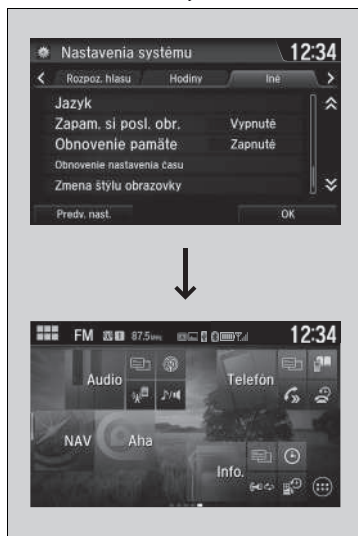 Nastavenia systému 12:34
Rozpoz. hlasu Hodiny Iné
Jazyk
Zapam. si posl. obr. Vypnuté
Obnovenie pamäte Zapnuté
Obnovenie nastavenia času
Zmena štýlu obrazovky
Predv. nast. OK
FM 87.5 12:34
Audio Telefón
NAV Aha
Info.